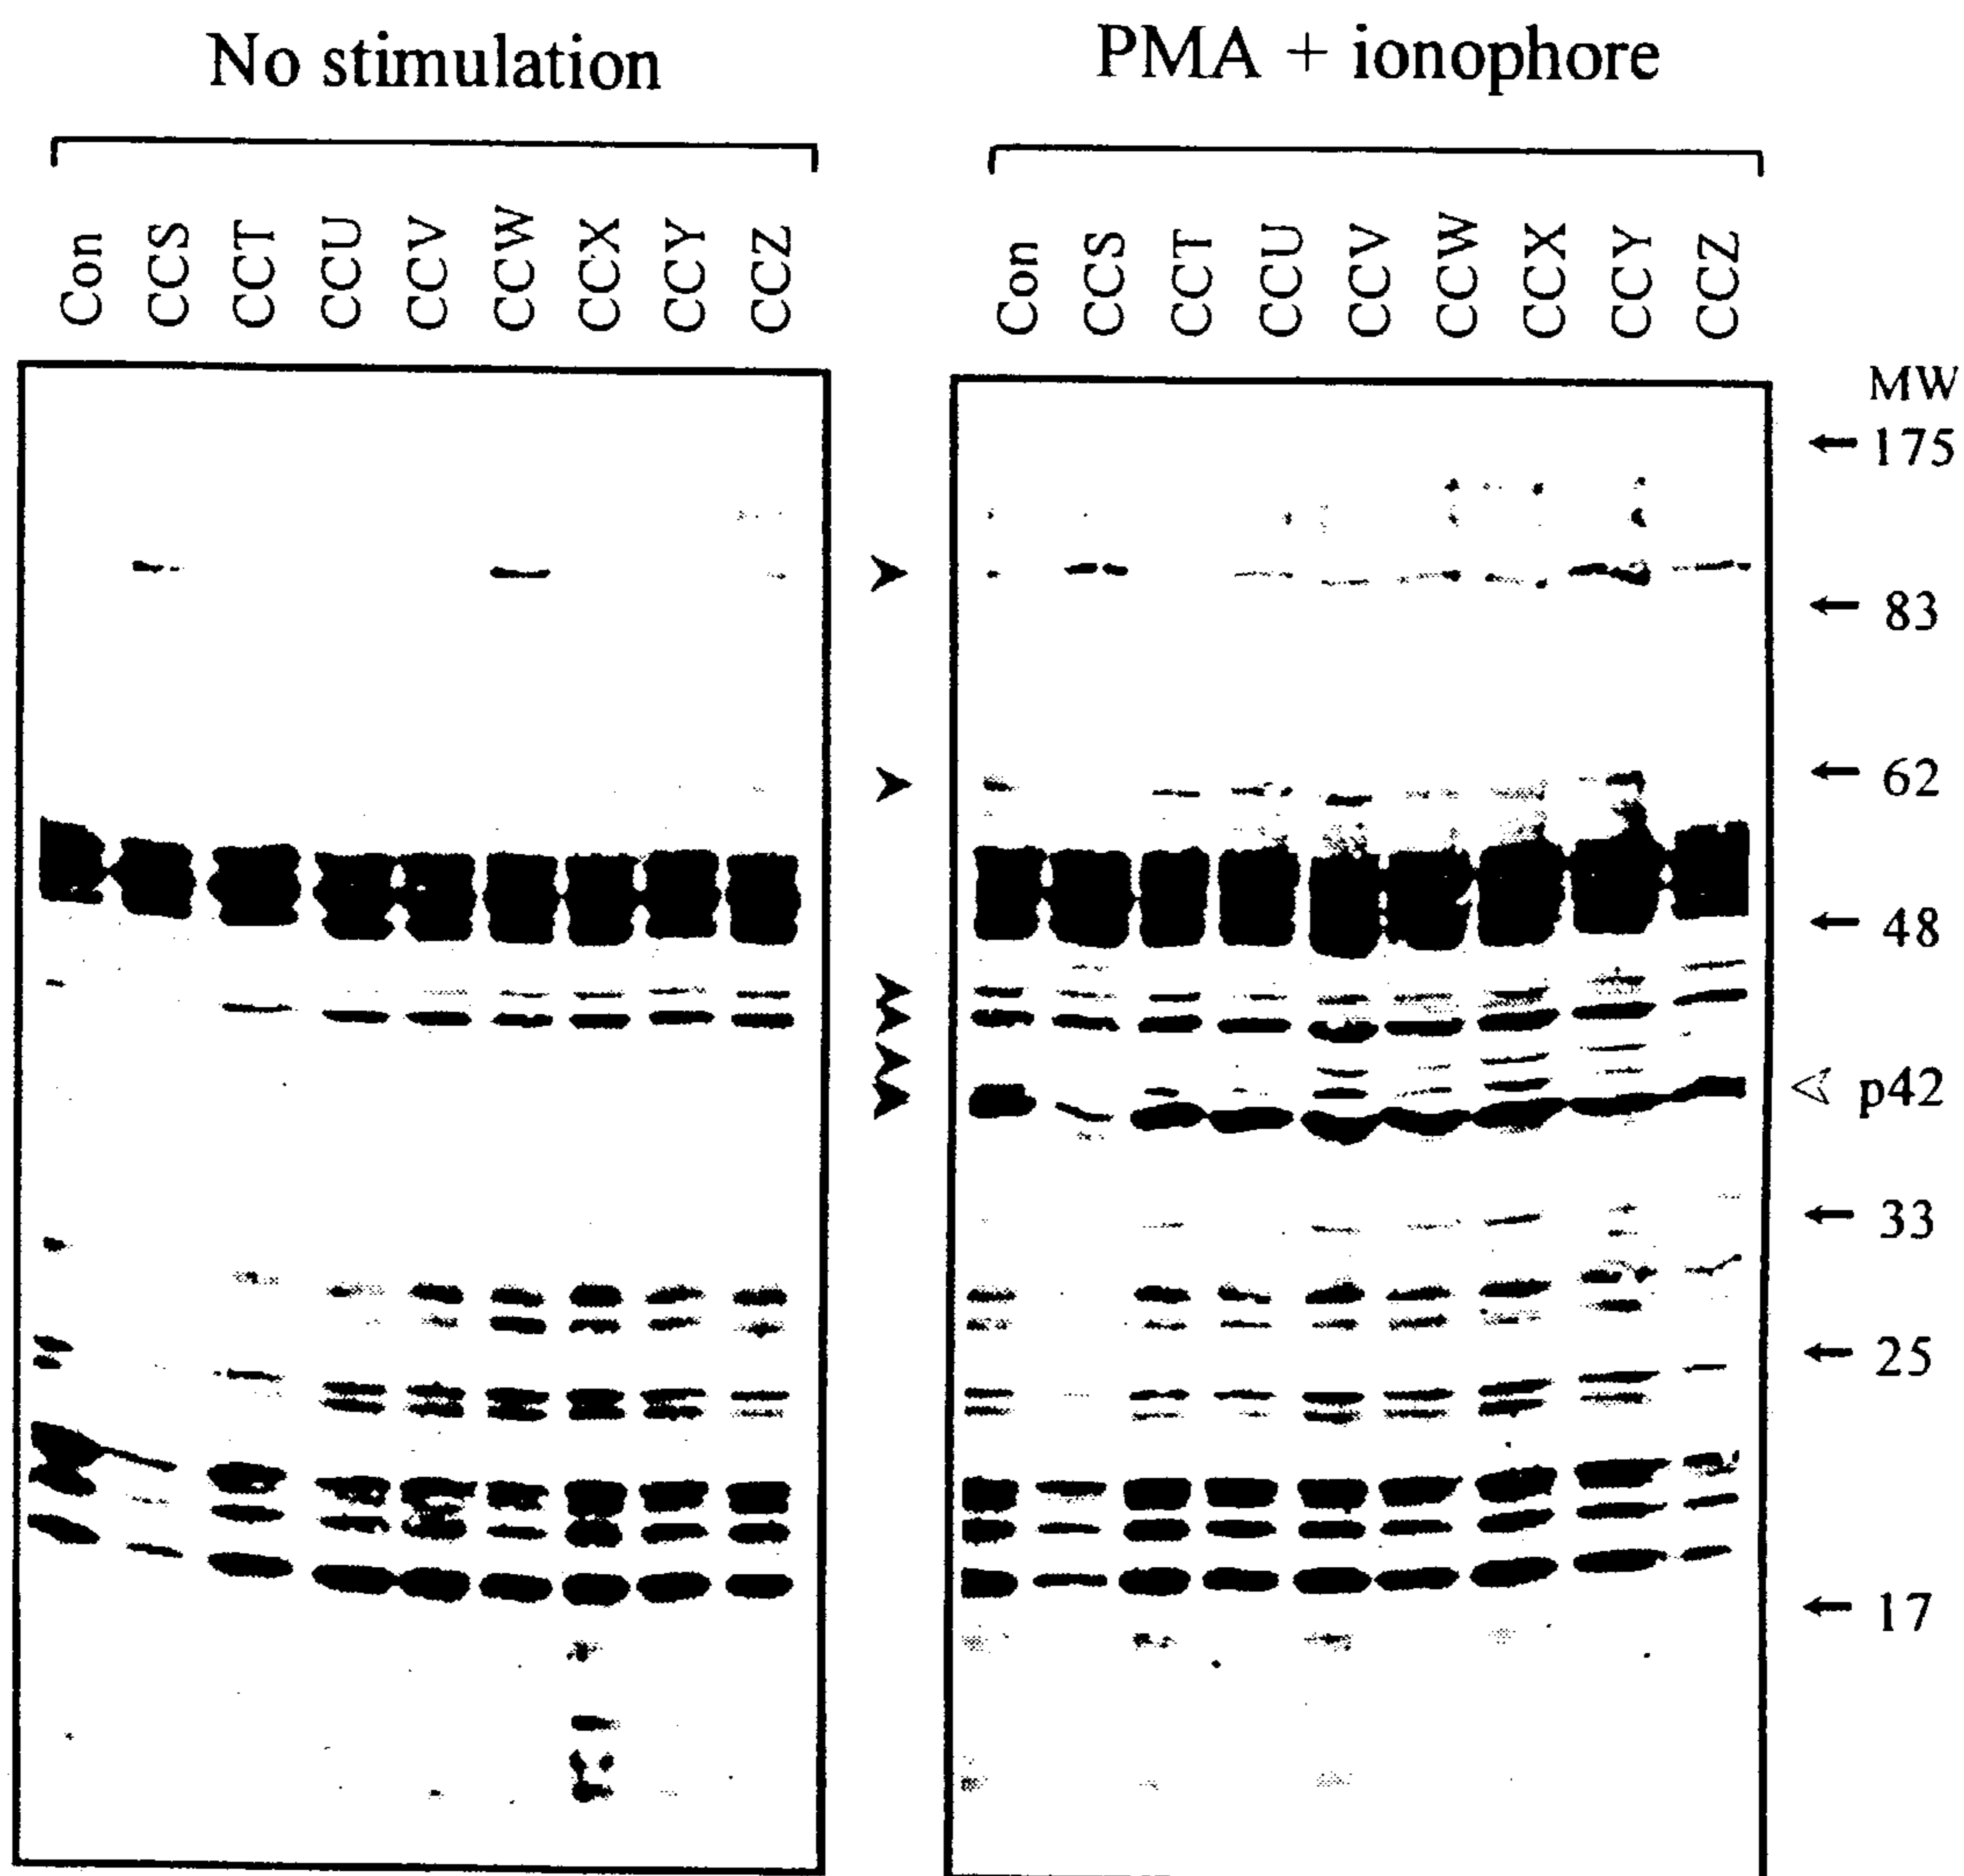 No stimulation
PMA + ionophore
Con CCS CCT CCU CCV CCW CCX CCY CCZ
Con CCS CCT CCU CCV CCW CCX CCY CCZ
MW
175
83
62
48
p42
33
25
17